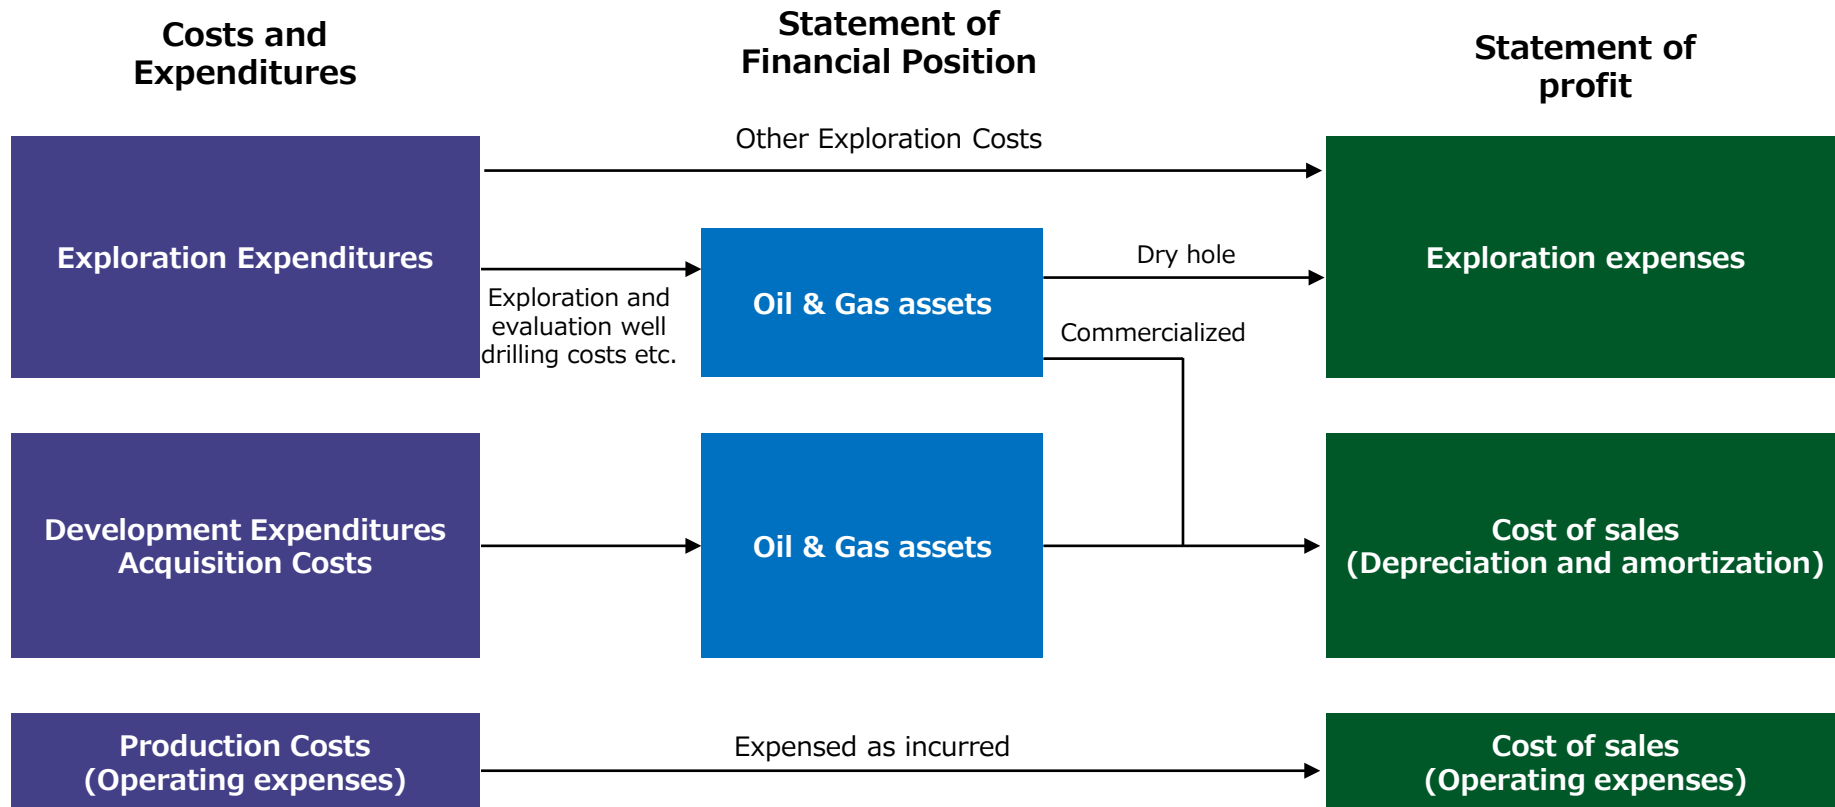 Costs and
Expenditures
Statement of
Financial Position
Statement of
profit
Other Exploration Costs
Exploration Expenditures
Exploration and
evaluation well
drilling costs etc.
Oil & Gas assets
Dry hole
Commercialized
Exploration expenses
Development Expenditures
Acquisition Costs
Oil & Gas assets
Cost of sales
(Depreciation and amortization)
Production Costs
(Operating expenses)
Expensed as incurred
Cost of sales
(Operating expenses)